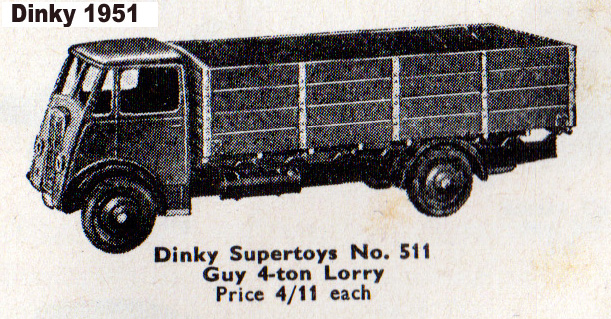 Dinky 1951
Dinky Supertoys No. 511
Guy 4-ton Lorry
Price 4/11 each